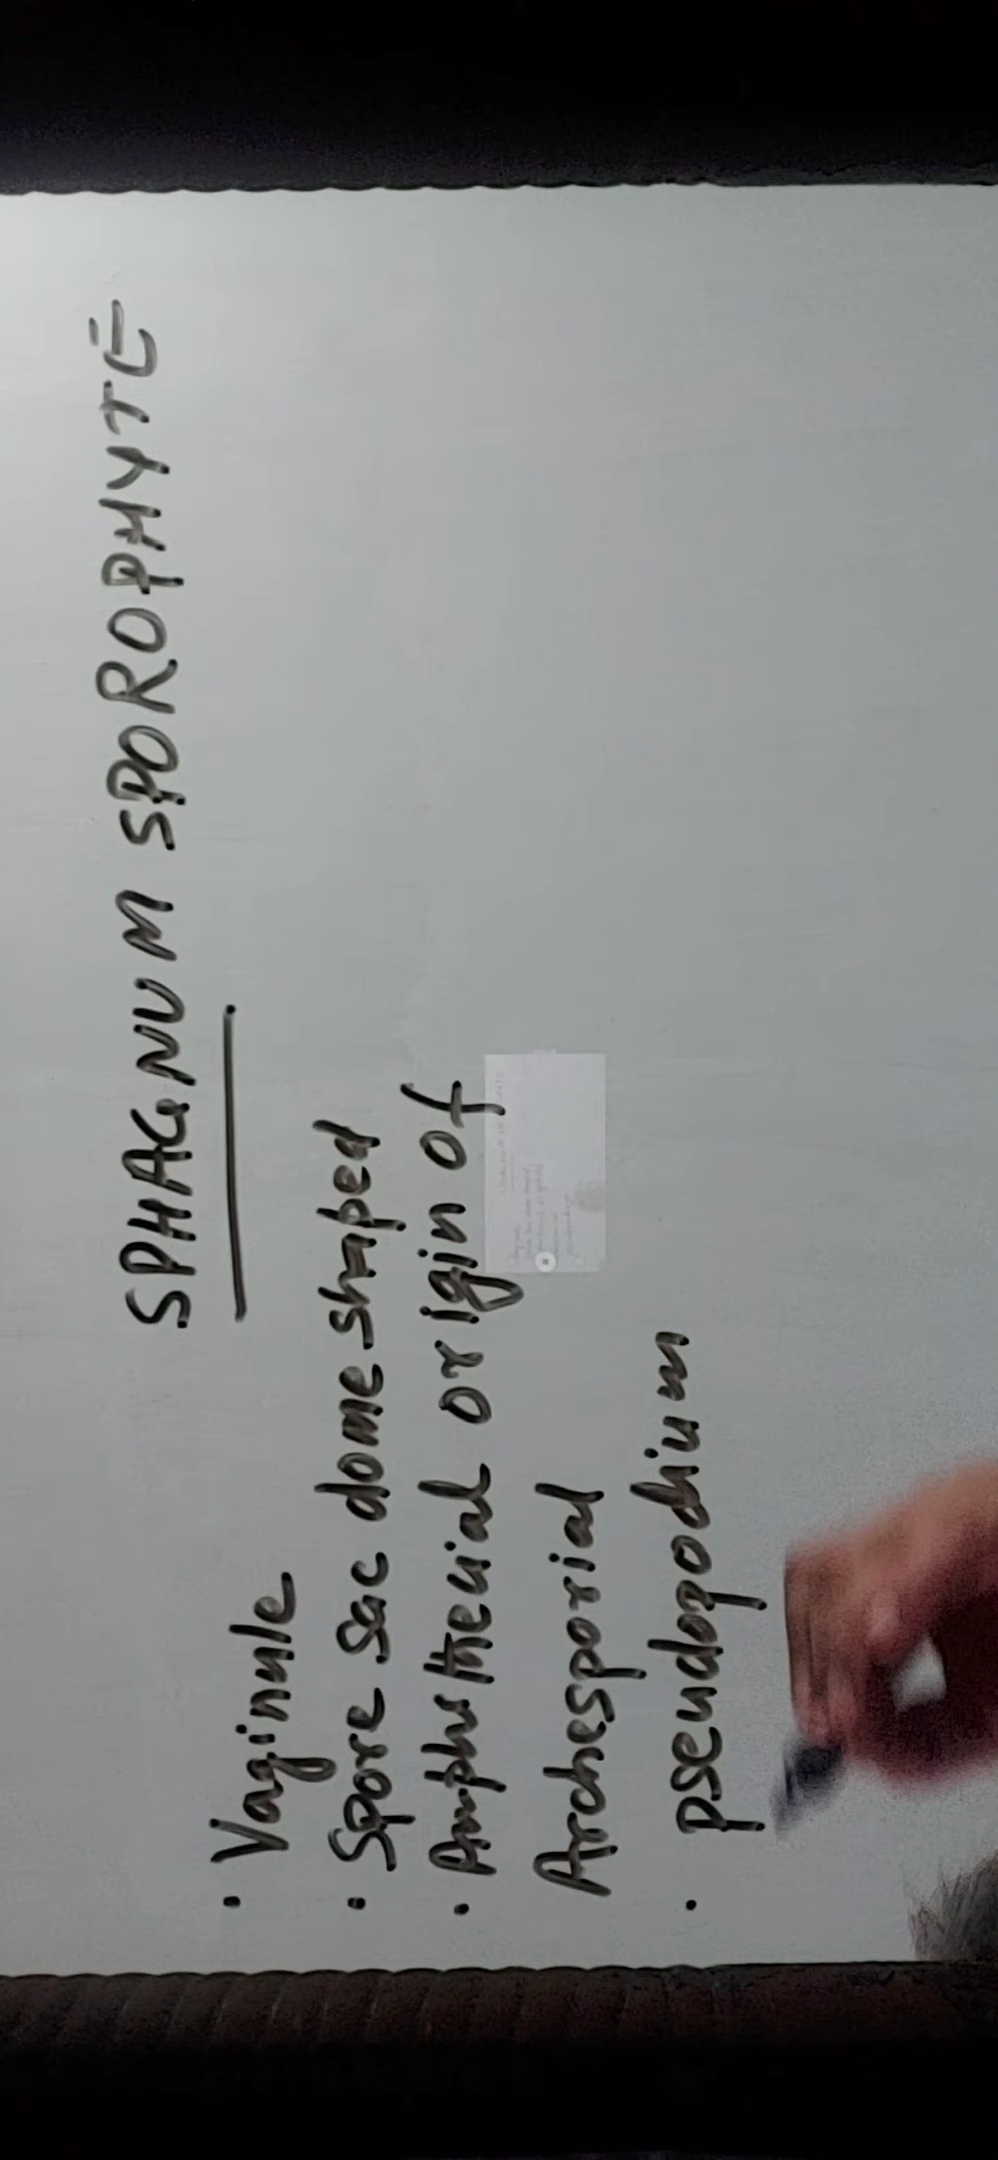 SPHAGNUM SPOROPHYTE
• Vaginule
• Spore sac dome shaped
• Amphithecial origin of
Archesporial
• pseudopodium